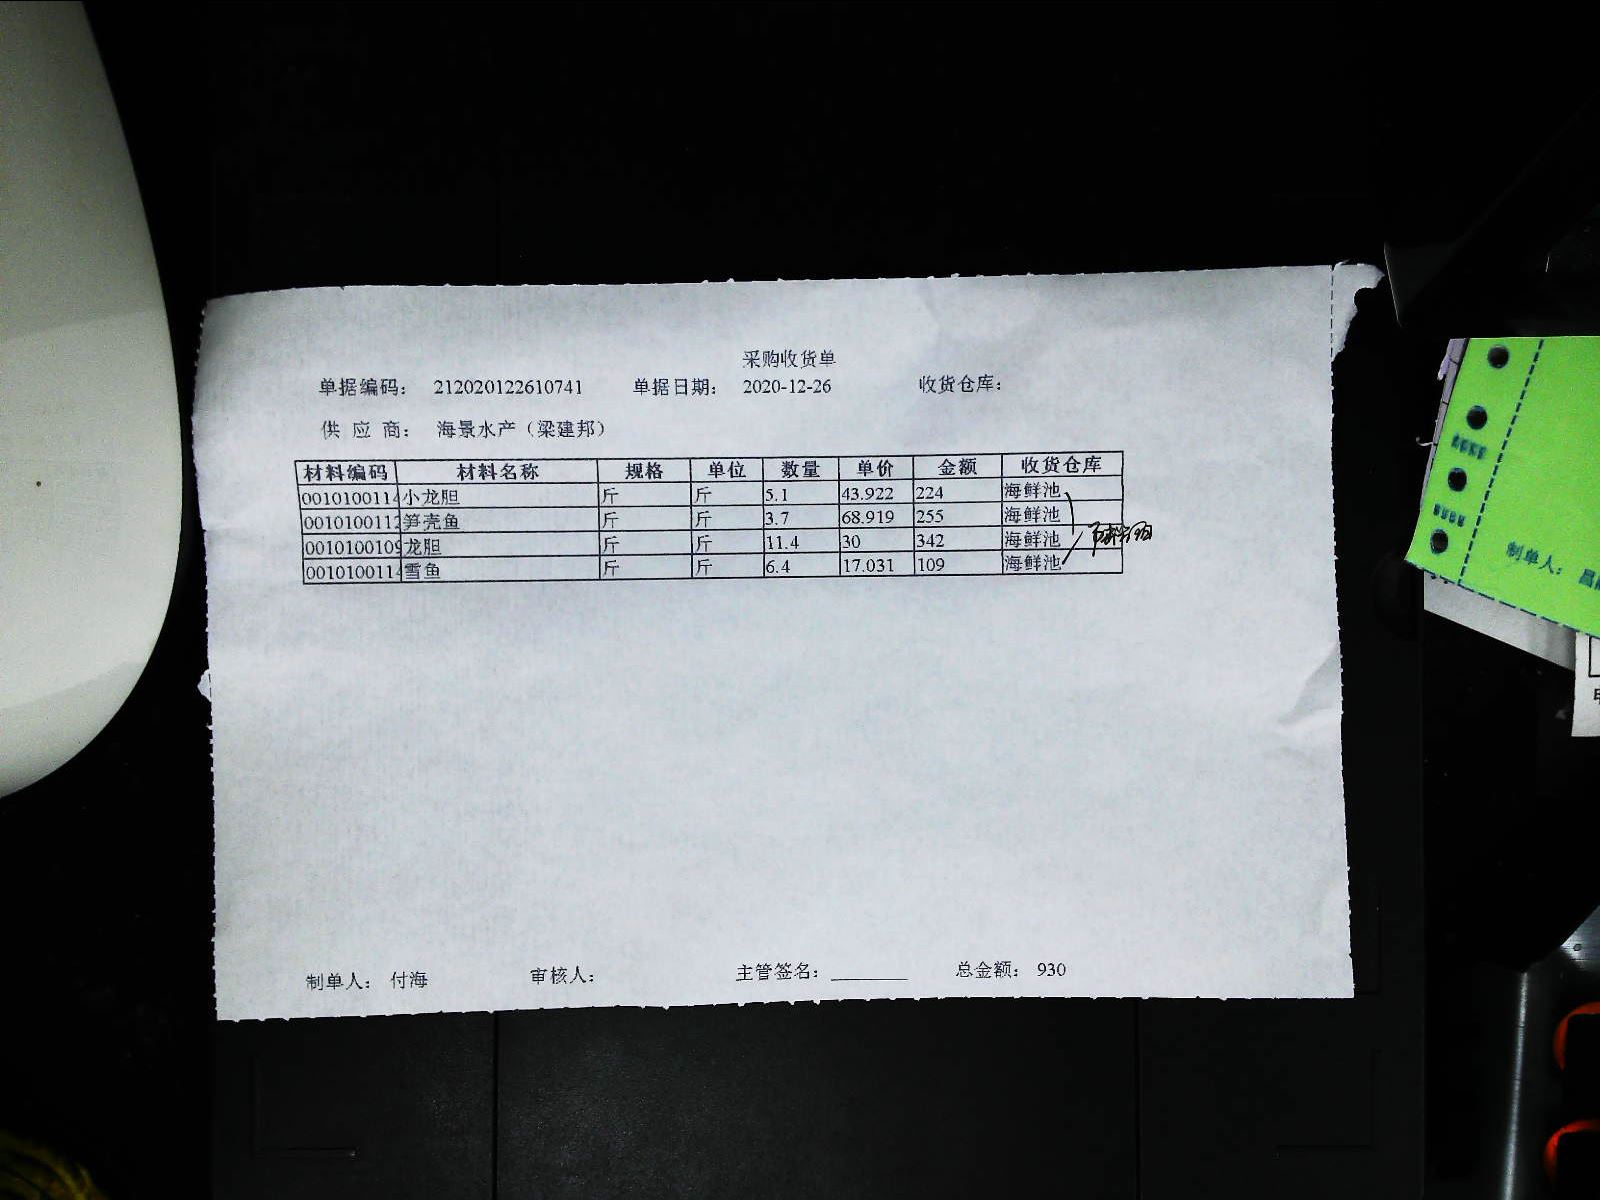 采购收货单
单据编码： 212020122610741 单据日期： 2020-12-26 收货仓库：
供 应 商： 海景水产（梁建邦）
材料编码 材料名称 规格 单位 数量 单价 金额 收货仓库
0010100114 小龙胆 斤 斤 5.1 43.922 224 海鲜池
0010100112 笋壳鱼 斤 斤 3.7 68.919 255 海鲜池
0010100109 龙胆 斤 斤 11.4 30 342 海鲜池
0010100114 雪鱼 斤 斤 6.4 17.031 109 海鲜池
制单人： 付海 审核人： 主管签名： 总金额： 930
制单人：